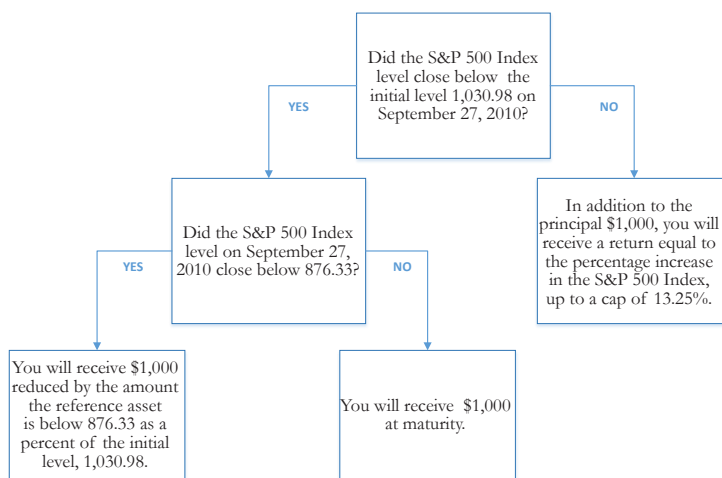 Did the S&P 500 Index
level close below the
initial level 1,030.98 on
September 27, 2010?
YES
NO
Did the S&P 500 Index
level on September 27,
2010 close below 876.33?
In addition to the
principal $1,000, you will
receive a return equal to
the percentage increase
in the S&P 500 Index,
up to a cap of 13.25%.
YES
NO
You will receive $1,000
reduced by the amount
the reference asset
is below 876.33 as a
percent of the initial
level, 1,030.98.
You will receive $1,000
at maturity.